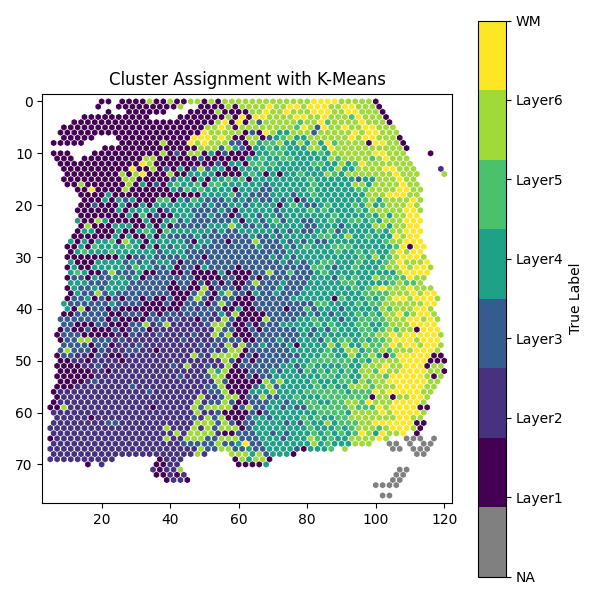 Cluster Assignment with K-Means
0
10
20
30
40
50
60
70
20
40
60
80
100
120
WM
Layer6
Layer5
Layer4
Layer3
Layer2
Layer1
NA
True Label